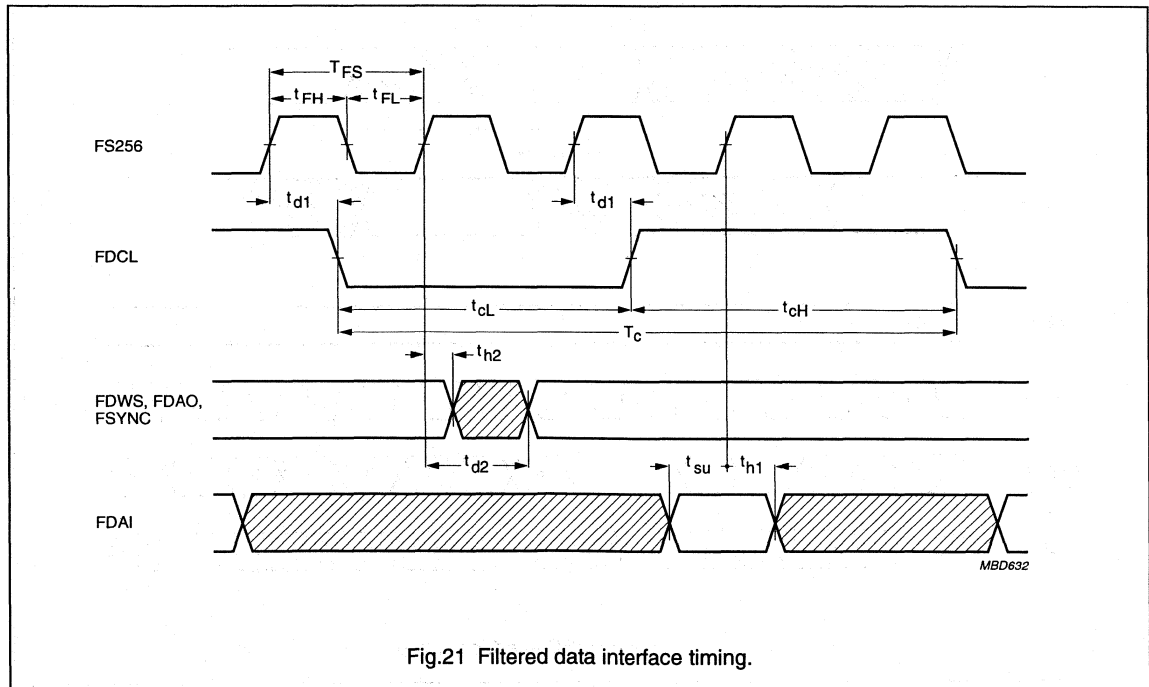 T_FS
t_FH
t_FL
FS256
t_d1
t_d1
FDCL
t_cL
t_cH
T_c
t_h2
FDWS, FDAO,
FSYNC
t_d2
t_su
t_h1
FDAI
MBD632
Fig.21 Filtered data interface timing.